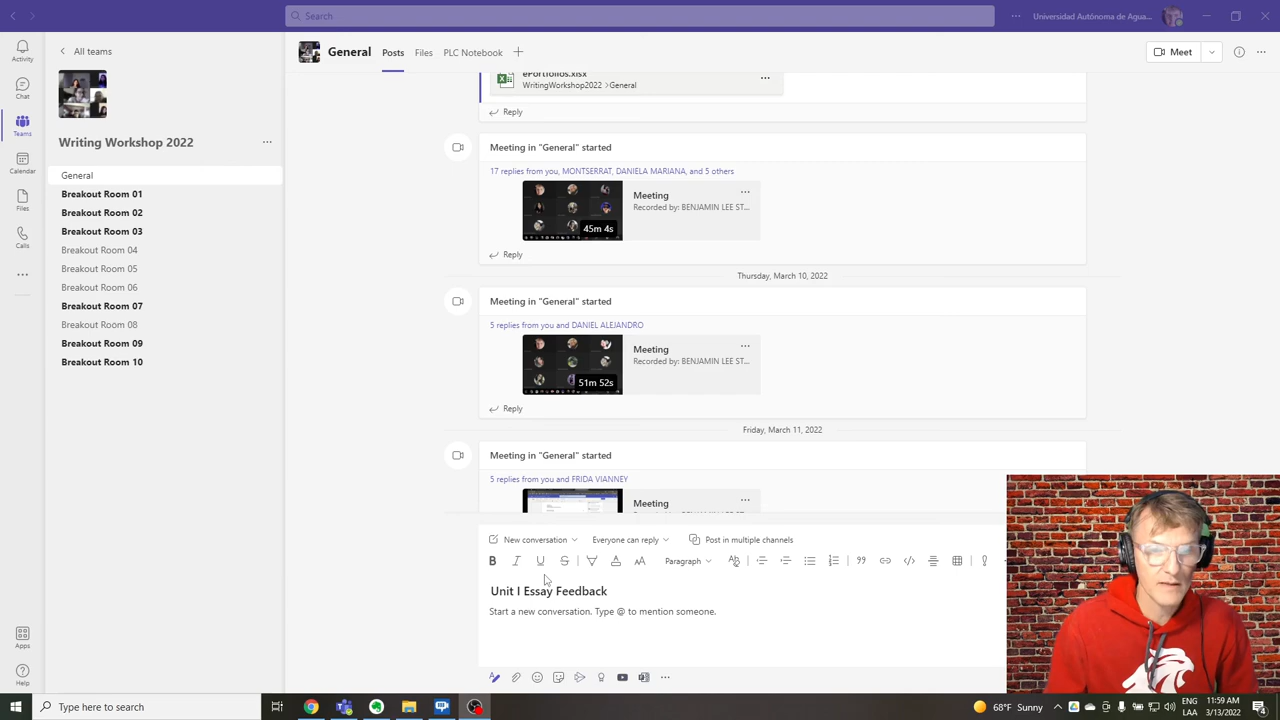 Search
Universidad Autónoma de Agua...
Activity
Chat
Teams
Calendar
Files
Calls
Apps
Help
All teams
Writing Workshop 2022
General
Breakout Room 01
Breakout Room 02
Breakout Room 03
Breakout Room 04
Breakout Room 05
Breakout Room 06
Breakout Room 07
Breakout Room 08
Breakout Room 09
Breakout Room 10
General Posts Files PLC Notebook
Meet
ePortfolios.xlsx
WritingWorkshop2022 > General
Reply
Meeting in "General" started
17 replies from you, MONTSERRAT, DANIELA MARIANA, and 5 others
Meeting
Recorded by: BENJAMIN LEE ST...
45m 4s
Reply
Thursday, March 10, 2022
Meeting in "General" started
5 replies from you and DANIEL ALEJANDRO
Meeting
Recorded by: BENJAMIN LEE ST...
51m 52s
Reply
Friday, March 11, 2022
Meeting in "General" started
5 replies from you and FRIDA VIANNEY
Meeting
New conversation Everyone can reply Post in multiple channels
Paragraph
Unit I Essay Feedback
Start a new conversation. Type @ to mention someone.
Type here to search
68°F Sunny
ENG
LAA
11:59 AM
3/13/2022
4